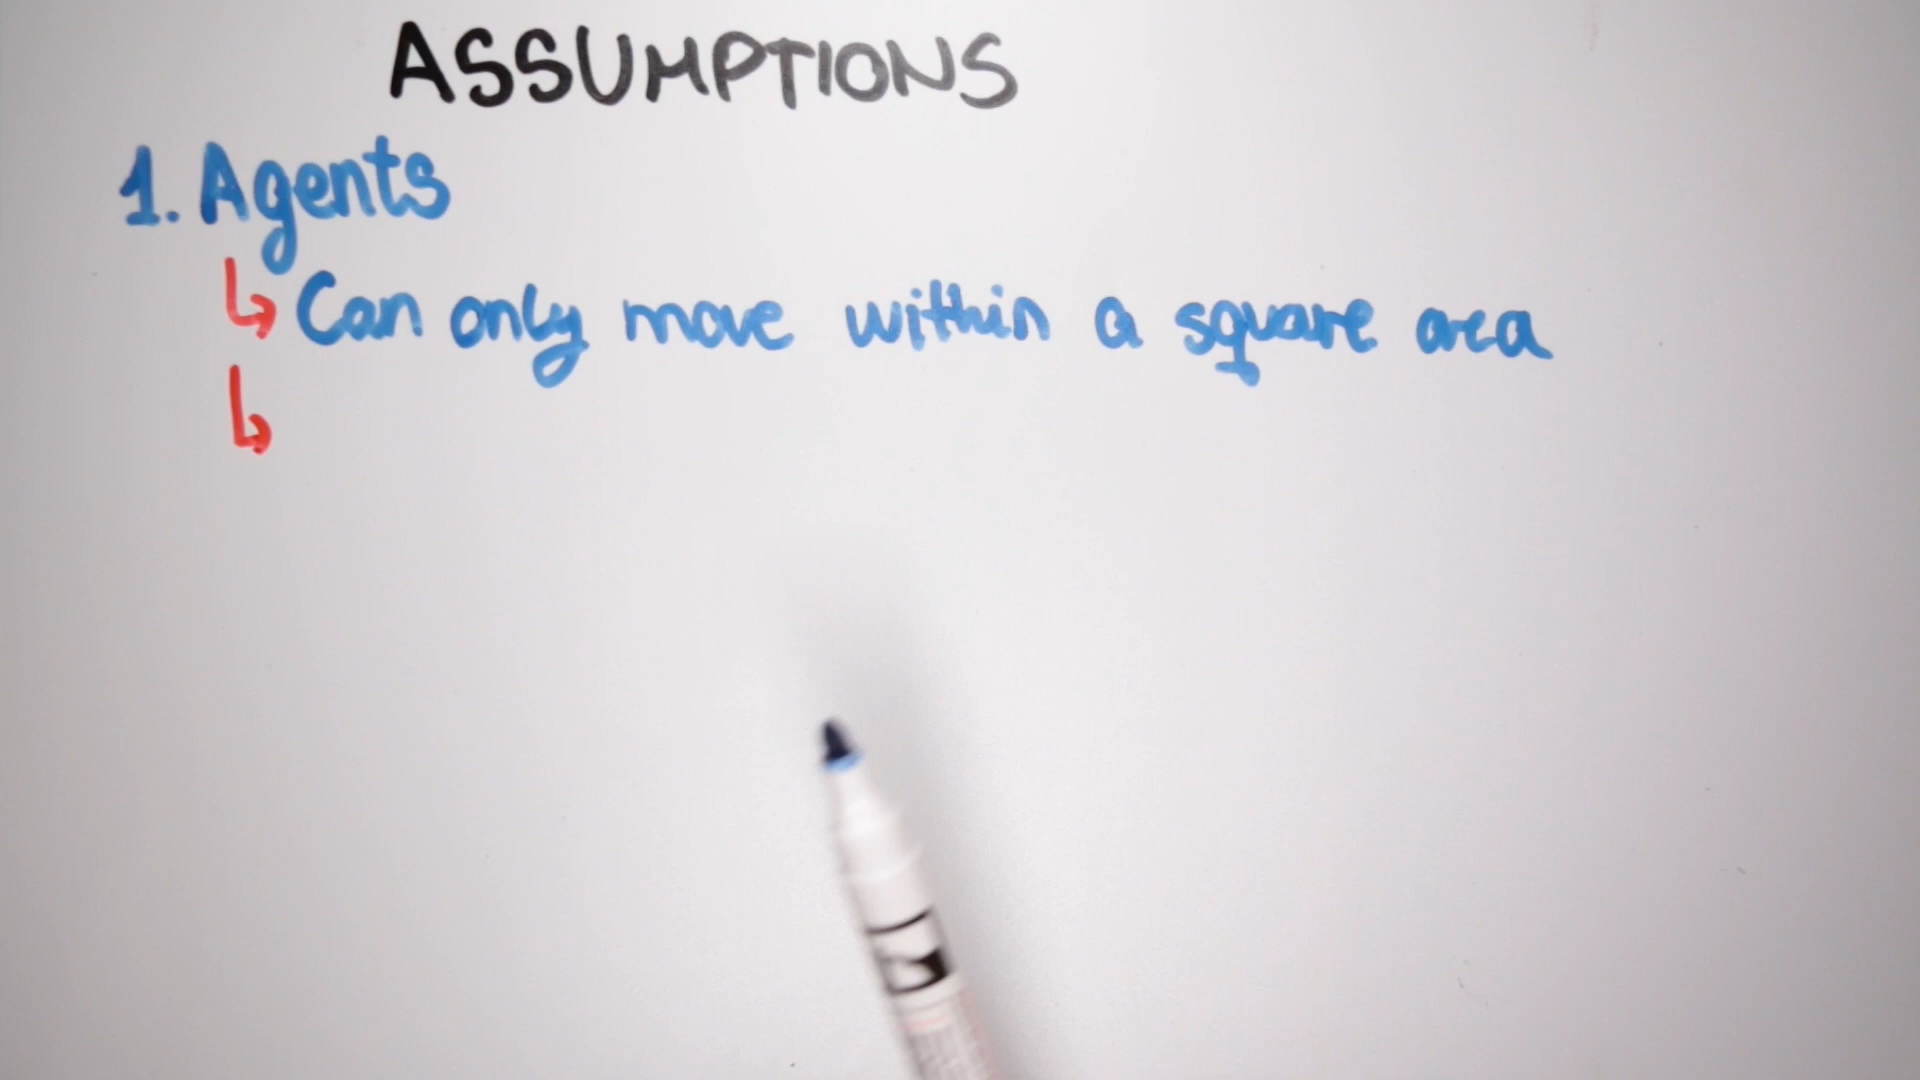 ASSUMPTIONS
1. Agents
↳ Can only move within a square area
↳